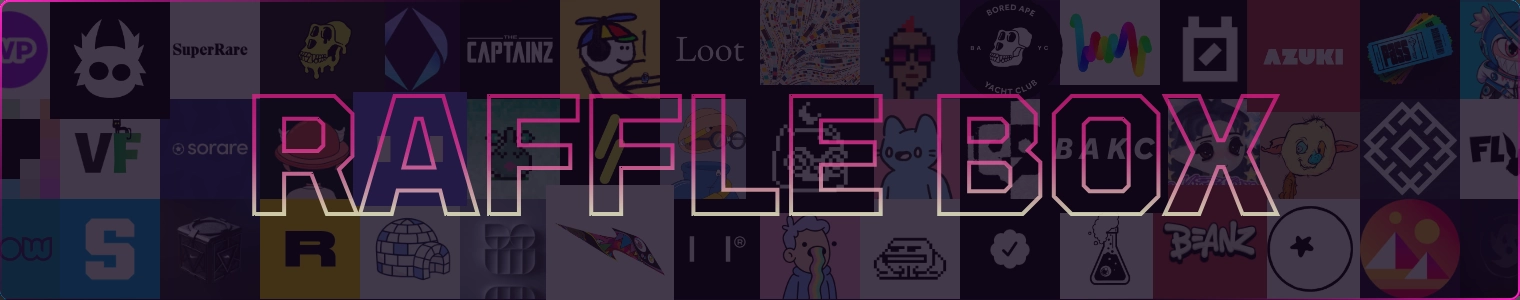 VP
SuperRare
THE
CAPTAINZ
Loot
BORED APE
BA YC
YACHT CLUB
AZUKI
RAFFLE BOX
VF
sorare
BAKC
FL
OW
S
R
®
BEANZ